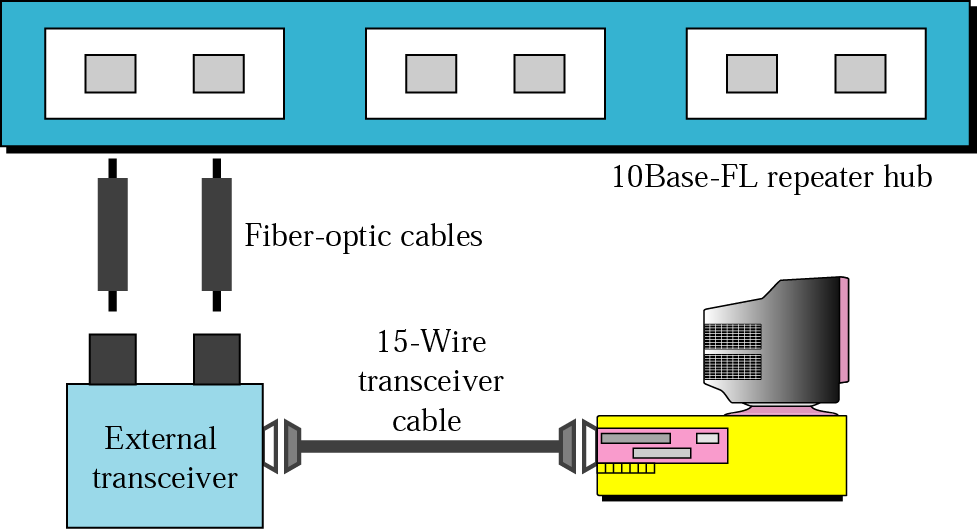 10Base-FL repeater hub
Fiber-optic cables
15-Wire
transceiver
cable
External
transceiver